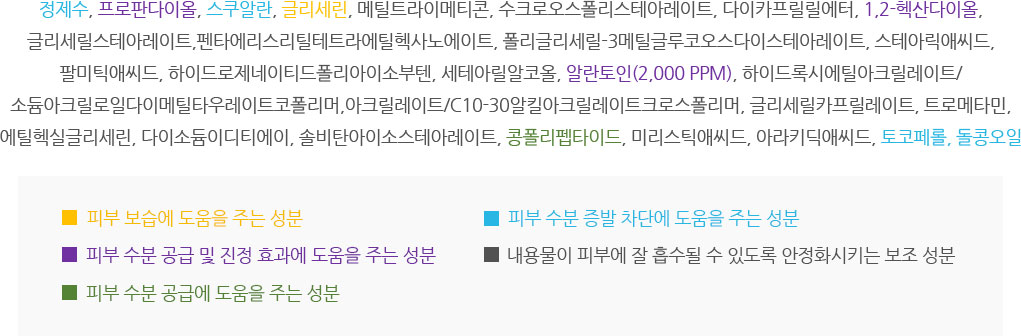 정제수, 프로판다이올, 스쿠알란, 글리세린, 메틸트라이메티콘, 수크로오스폴리스테아레이트, 다이카프릴릴에터, 1,2-헥산다이올,
글리세릴스테아레이트,펜타에리스리틸테트라에틸헥사노에이트, 폴리글리세릴-3메틸글루코오스다이스테아레이트, 스테아릭애씨드,
팔미틱애씨드, 하이드로제네이티드폴리아이소부텐, 세테아릴알코올, 알란토인(2,000 PPM), 하이드록시에틸아크릴레이트/
소듐아크릴로일다이메틸타우레이트코폴리머,아크릴레이트/C10-30알킬아크릴레이트크로스폴리머, 글리세릴카프릴레이트, 트로메타민,
에틸헥실글리세린, 다이소듐이디티에이, 솔비탄아이소스테아레이트, 콩폴리펩타이드, 미리스틱애씨드, 아라키딕애씨드, 토코페롤, 돌콩오일
피부 보습에 도움을 주는 성분
피부 수분 증발 차단에 도움을 주는 성분
피부 수분 공급 및 진정 효과에 도움을 주는 성분
내용물이 피부에 잘 흡수될 수 있도록 안정화시키는 보조 성분
피부 수분 공급에 도움을 주는 성분